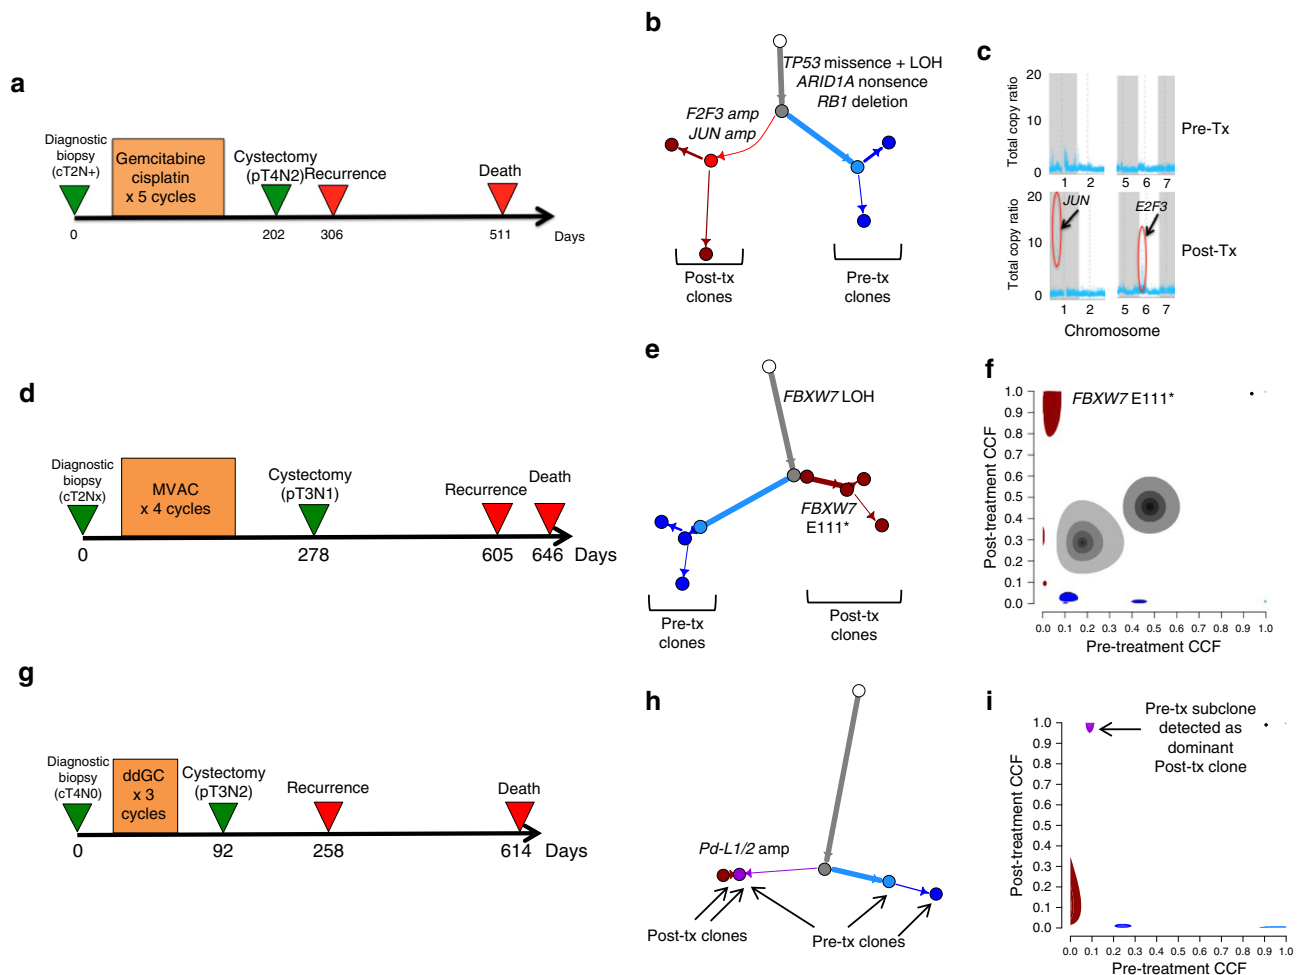 a
Diagnostic
biopsy
(cT2N+)
Gemcitabine
cisplatin
x 5 cycles
Cystectomy
(pT4N2)
Recurrence
Death
0
202
306
511
Days
b
TP53 missence + LOH
ARID1A nonsence
RB1 deletion
F2F3 amp
JUN amp
Post-tx
clones
Pre-tx
clones
c
Total copy ratio
20
10
0
1 2 5 6 7
Pre-Tx
Total copy ratio
20
10
0
JUN
E2F3
Post-Tx
1 2 5 6 7
Chromosome
d
Diagnostic
biopsy
(cT2Nx)
MVAC
x 4 cycles
Cystectomy
(pT3N1)
Recurrence
Death
0
278
605
646
Days
e
FBXW7 LOH
FBXW7
E111*
Pre-tx
clones
Post-tx
clones
f
FBXW7 E111*
Post-treatment CCF
1.0
0.9
0.8
0.7
0.6
0.5
0.4
0.3
0.2
0.1
0.0
0.0 0.1 0.2 0.3 0.4 0.5 0.6 0.7 0.8 0.9 1.0
Pre-treatment CCF
g
Diagnostic
biopsy
(cT4N0)
ddGC
x 3
cycles
Cystectomy
(pT3N2)
Recurrence
Death
0
92
258
614
Days
h
Pd-L1/2 amp
Post-tx clones
Pre-tx clones
i
Pre-tx subclone
detected as
dominant
Post-tx clone
Post-treatment CCF
1.0
0.9
0.8
0.7
0.6
0.5
0.4
0.3
0.2
0.1
0.0
0.0 0.1 0.2 0.3 0.4 0.5 0.6 0.7 0.8 0.9 1.0
Pre-treatment CCF